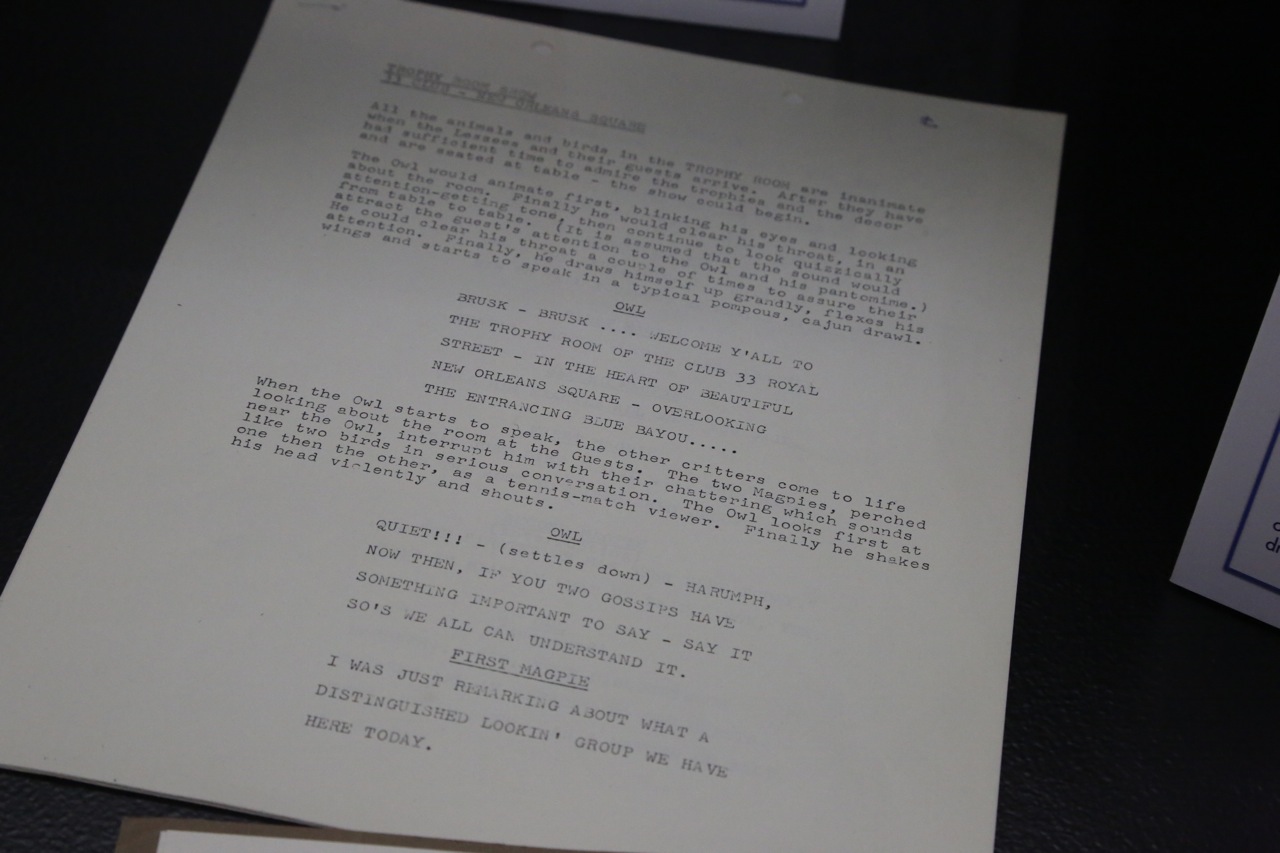 TROPHY ROOM SHOW
33 CLUB - NEW ORLEANS SQUARE
All the animals and birds in the TROPHY ROOM are inanimate
when the Lessees and their guests arrive. After they have
had sufficient time to admire the trophies and the decor
and are seated at table - the show could begin.
The Owl would animate first, blinking his eyes and looking
about the room. Finally he would clear his throat, in an
attention-getting tone, then continue to look quizzically
from table to table. (It is assumed that the sound would
attract the guest's attention to the Owl and his pantomime.)
He could clear his throat a couple of times to assure their
attention. Finally, he draws himself up grandly, flexes his
wings and starts to speak in a typical pompous, cajun drawl.
OWL
BRUSK - BRUSK .... WELCOME Y'ALL TO
THE TROPHY ROOM OF THE CLUB 33 ROYAL
STREET - IN THE HEART OF BEAUTIFUL
NEW ORLEANS SQUARE - OVERLOOKING
THE ENTRANCING BLUE BAYOU....
When the Owl starts to speak, the other critters come to life
looking about the room at the Guests. The two Magpies, perched
near the Owl, interrupt him with their chattering which sounds
like two birds in serious conversation. The Owl looks first at
one then the other, as a tennis-match viewer. Finally he shakes
his head violently and shouts.
OWL
QUIET!!! - (settles down) - HARUMPH,
NOW THEN, IF YOU TWO GOSSIPS HAVE
SOMETHING IMPORTANT TO SAY - SAY IT
SO'S WE ALL CAN UNDERSTAND IT.
FIRST MAGPIE
I WAS JUST REMARKING ABOUT WHAT A
DISTINGUISHED LOOKIN' GROUP WE HAVE
HERE TODAY.